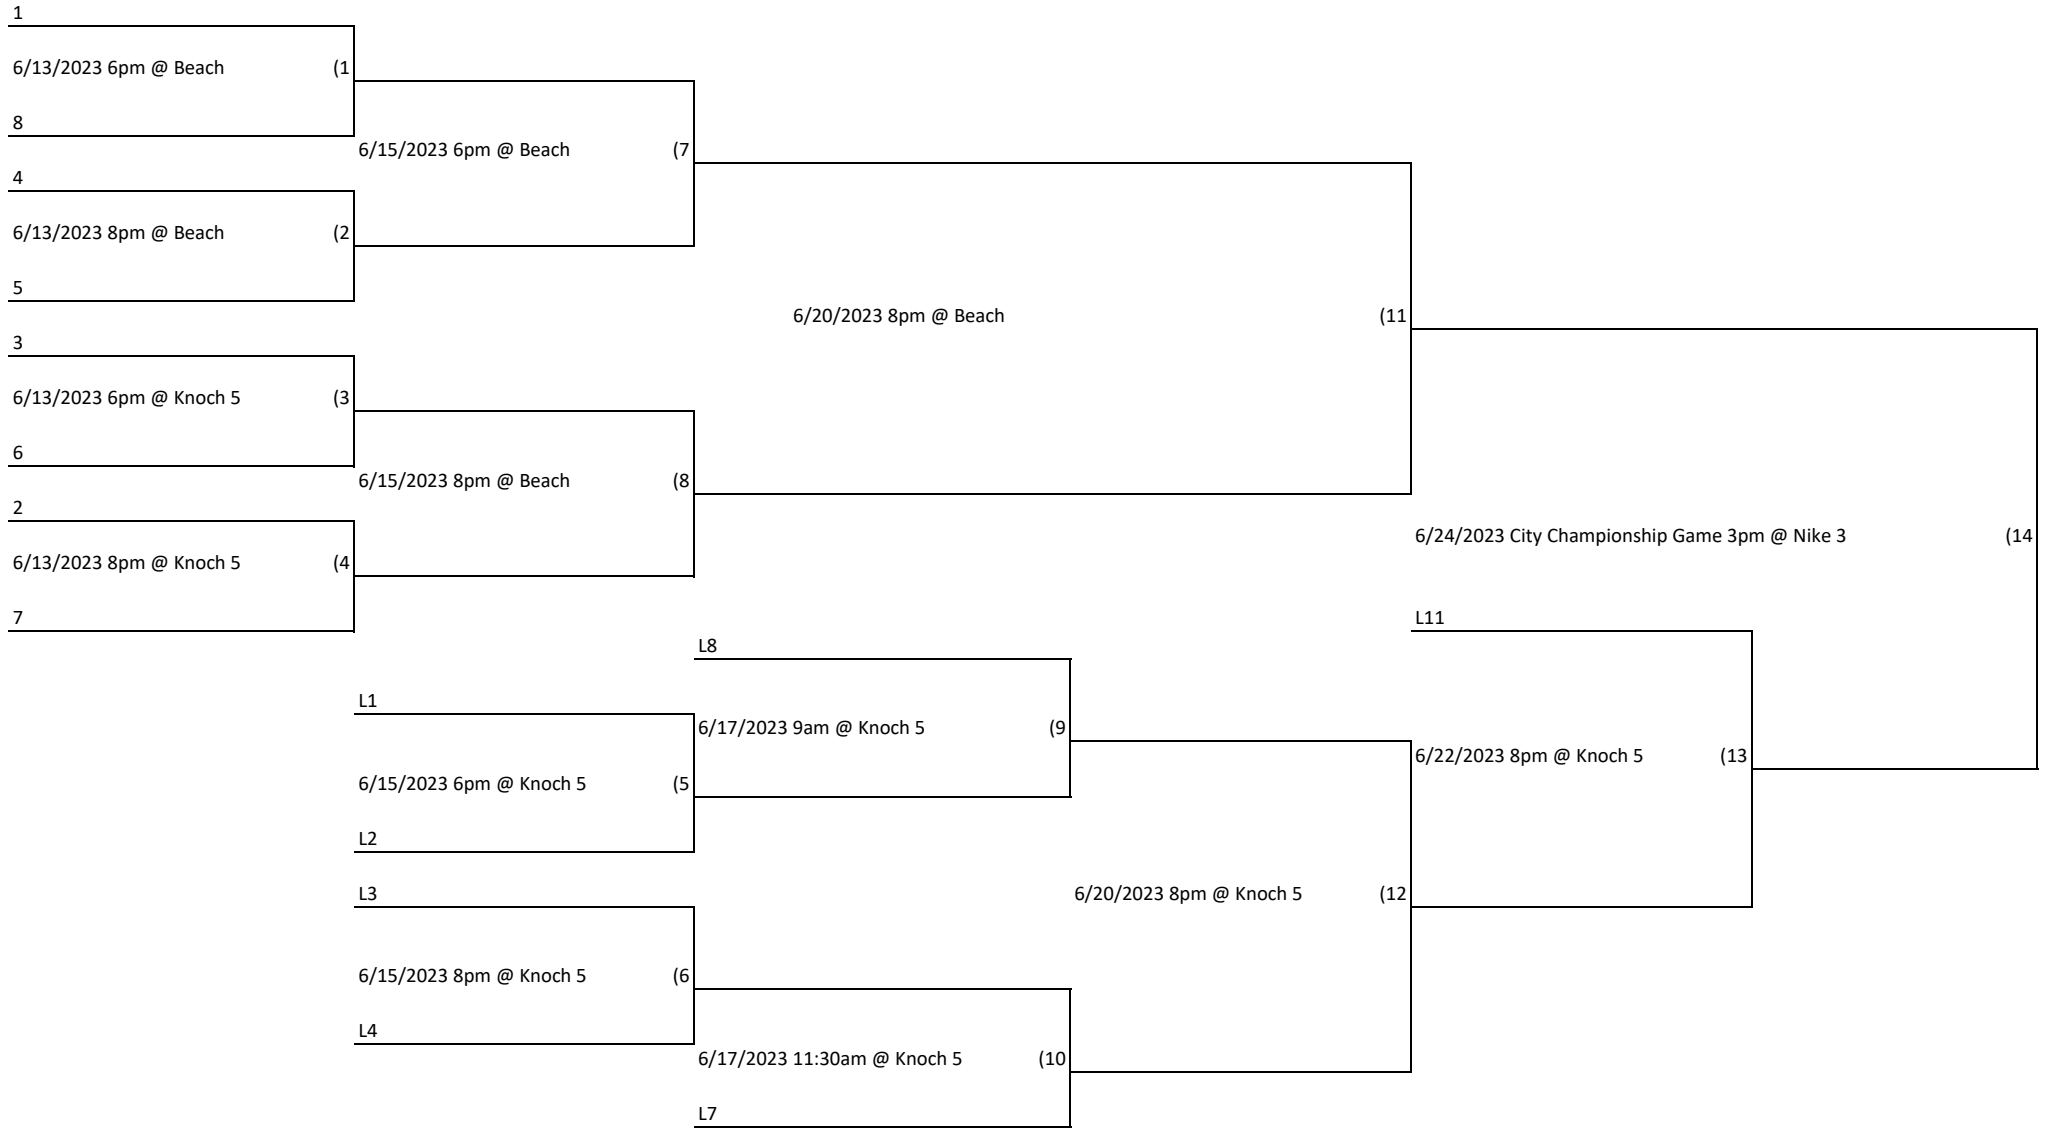 1
6/13/2023 6pm @ Beach (1
8
6/15/2023 6pm @ Beach (7
4
6/13/2023 8pm @ Beach (2
5
6/20/2023 8pm @ Beach (11
3
6/13/2023 6pm @ Knoch 5 (3
6
6/15/2023 8pm @ Beach (8
2
6/24/2023 City Championship Game 3pm @ Nike 3 (14
6/13/2023 8pm @ Knoch 5 (4
7
L11
L8
L1
6/17/2023 9am @ Knoch 5 (9
6/22/2023 8pm @ Knoch 5 (13
6/15/2023 6pm @ Knoch 5 (5
L2
L3
6/20/2023 8pm @ Knoch 5 (12
6/15/2023 8pm @ Knoch 5 (6
L4
6/17/2023 11:30am @ Knoch 5 (10
L7